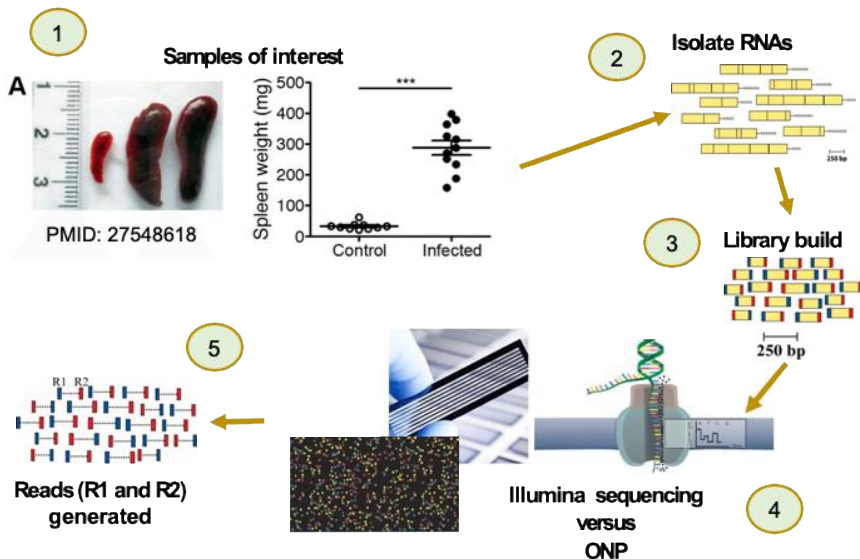 1
Samples of interest
A
1
2
3
PMID: 27548618
Spleen weight (mg)
500
400
300
200
100
0
***
Control
Infected
2
Isolate RNAs
250 bp
3
Library build
250 bp
4
Illumina sequencing
versus
ONP
5
R1 R2
Reads (R1 and R2)
generated